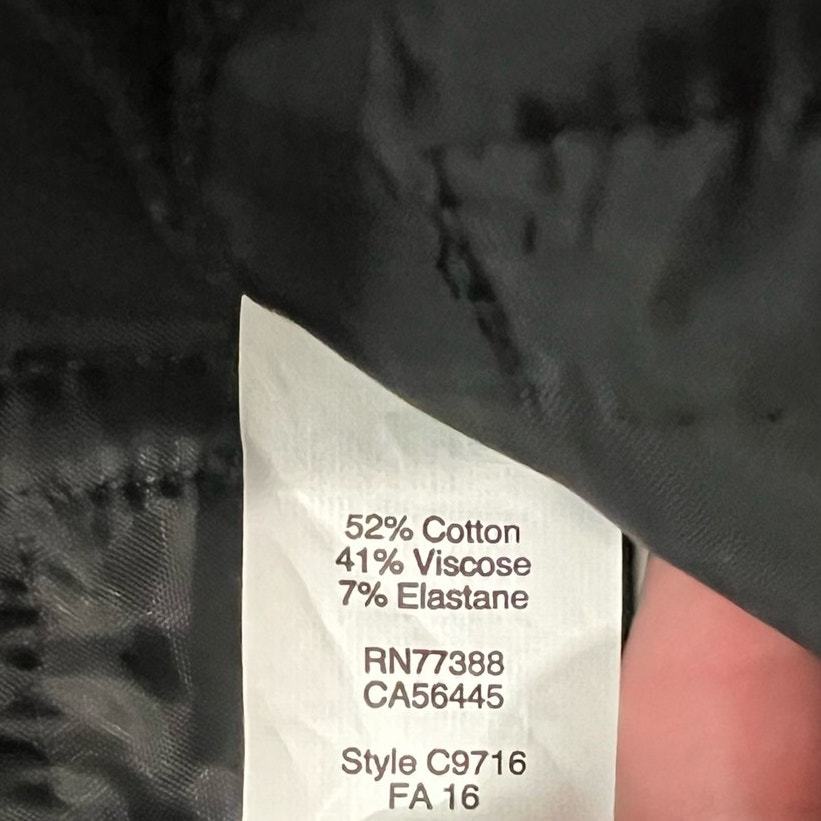 52% Cotton
41% Viscose
7% Elastane
RN77388
CA56445
Style C9716
FA 16